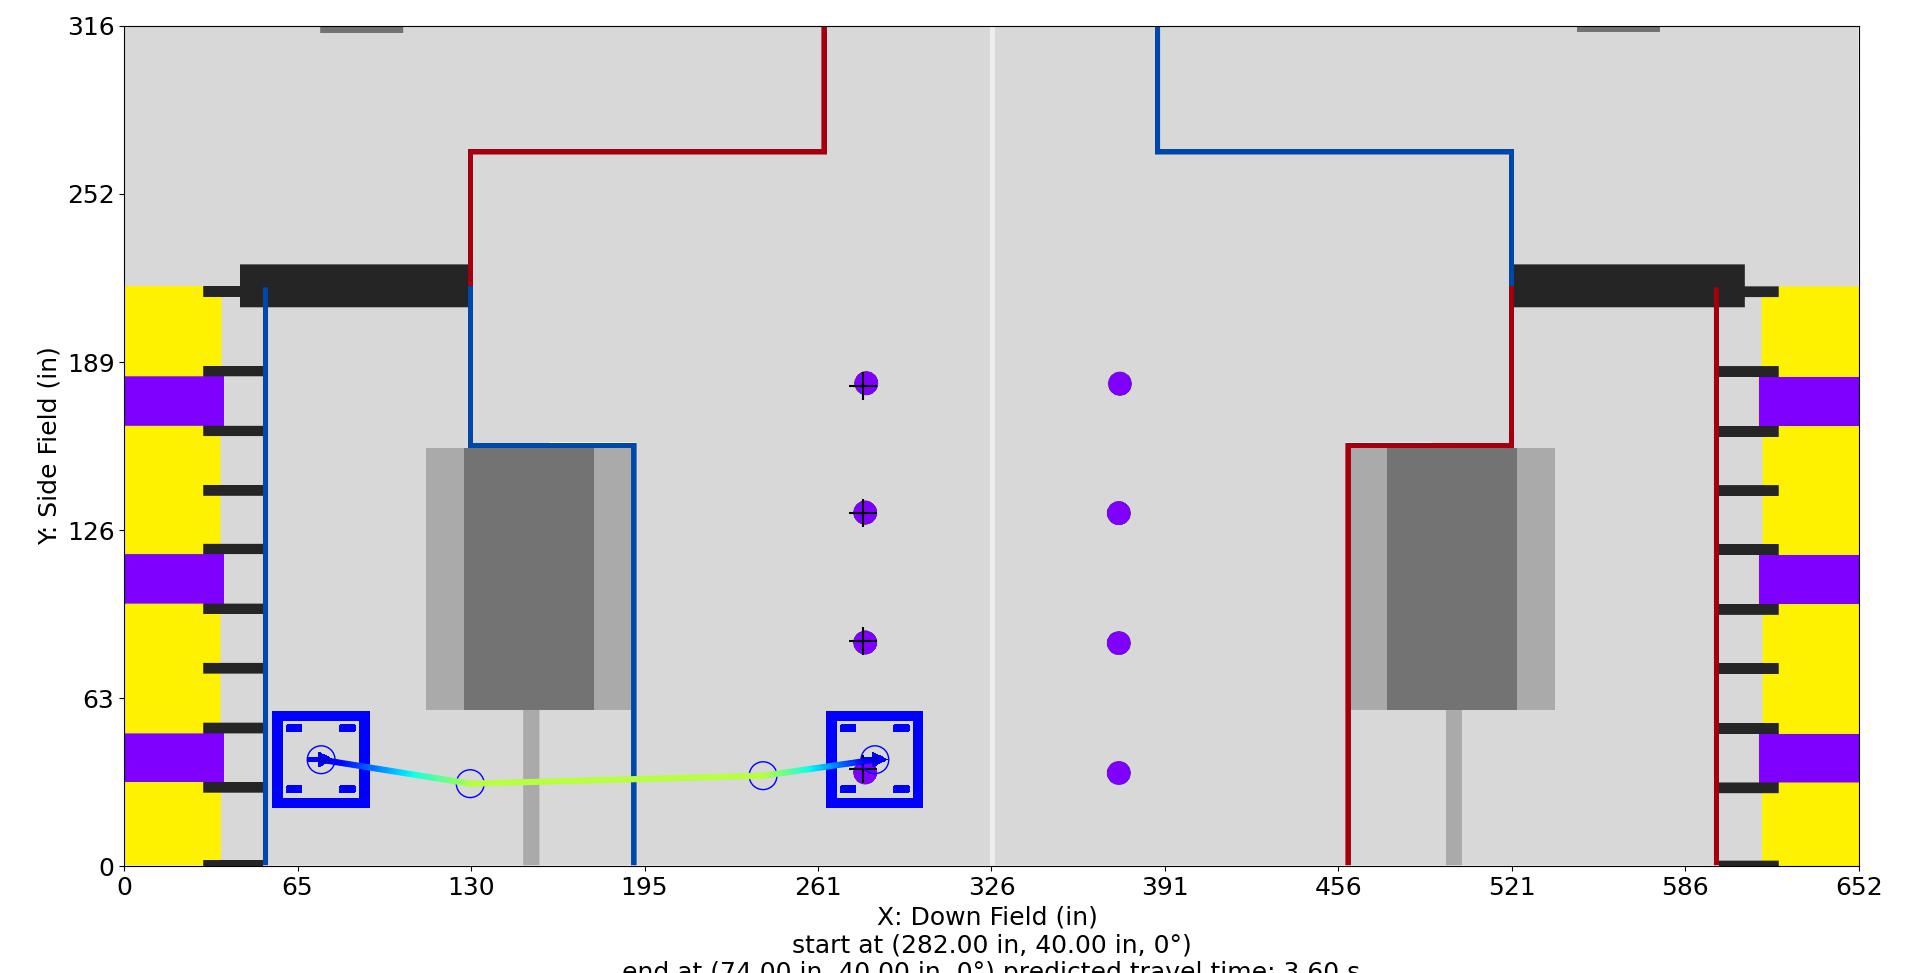 316
252
189
126
63
0
Y: Side Field (in)
0 65 130 195 261 326 391 456 521 586 652
X: Down Field (in)
start at (282.00 in, 40.00 in, 0°)
end at (74.00 in, 40.00 in, 0°) predicted travel time: 3.60 s